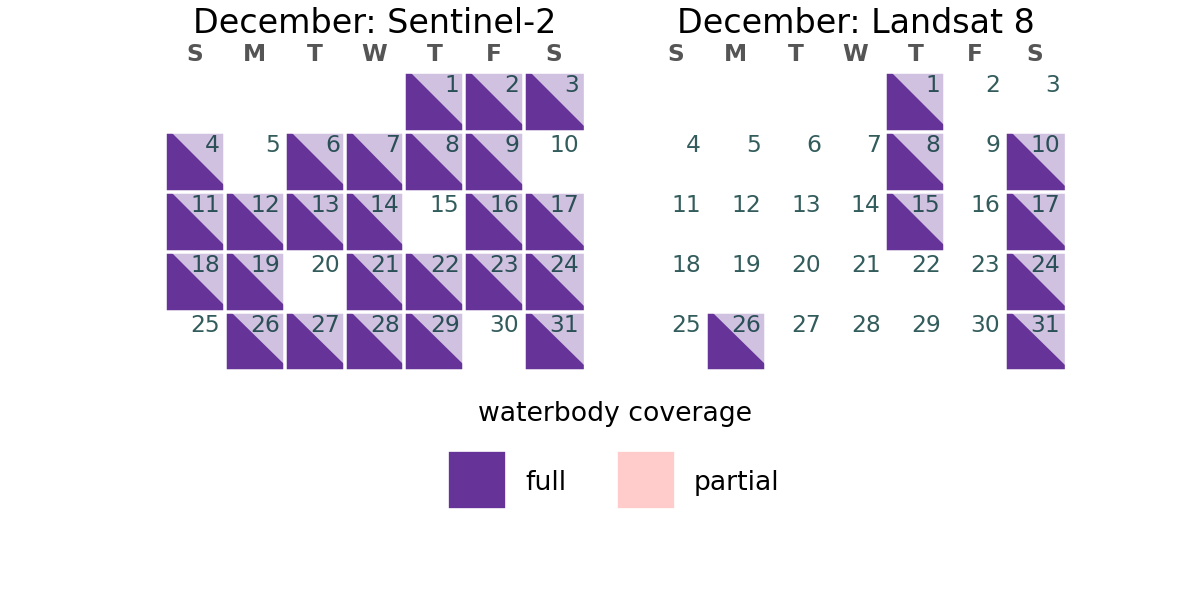 December: Sentinel-2
S M T W T F S
1 2 3
4 5 6 7 8 9 10
11 12 13 14 15 16 17
18 19 20 21 22 23 24
25 26 27 28 29 30 31
December: Landsat 8
S M T W T F S
1 2 3
4 5 6 7 8 9 10
11 12 13 14 15 16 17
18 19 20 21 22 23 24
25 26 27 28 29 30 31
waterbody coverage
full
partial